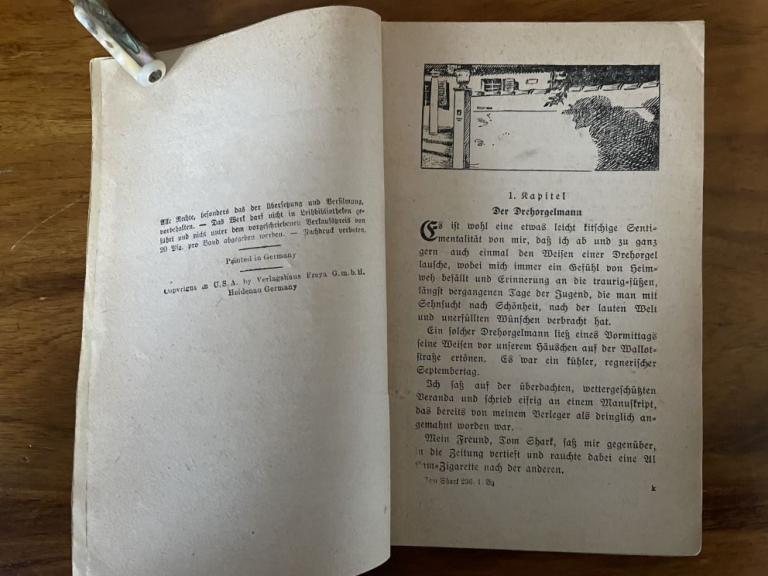 Alle Rechte, besonders das der Übersetzung und Verfilmung,
vorbehalten. — Das Werk darf nicht in Leihbibliotheken ge-
führt und nicht unter dem vorgeschriebenen Verkaufspreis von
20 Pfg. pro Band abgegeben werden. — Nachdruck verboten.
Printed in Germany
Copyright in U.S.A. by Verlagshaus Freya G.m.b.H.
Heidenau Germany
1. Kapitel
Der Drehorgelmann
Es ist wohl eine etwas leicht kitschige Senti-
mentalität von mir, daß ich ab und zu ganz
gern auch einmal den Weisen einer Drehorgel
lausche, wobei mich immer ein Gefühl von Heim-
weh befällt und Erinnerung an die traurig-süßen,
längst vergangenen Tage der Jugend, die man mit
Sehnsucht nach Schönheit, nach der lauten Welt
und unerfüllten Wünschen verbracht hat.
Ein solcher Drehorgelmann ließ eines Vormittags
seine Weisen vor unserem Häuschen auf der Wallot-
straße ertönen. Es war ein kühler, regnerischer
Septembertag.
Ich saß auf der überdachten, wettergeschützten
Veranda und schrieb eifrig an einem Manuskript,
das bereits von meinem Verleger als dringlich an-
gemahnt worden war.
Mein Freund, Tom Shark, saß mir gegenüber,
in die Zeitung vertieft und rauchte dabei eine
Zigarette nach der anderen.
Tom Shark 236. 1. Bg
k